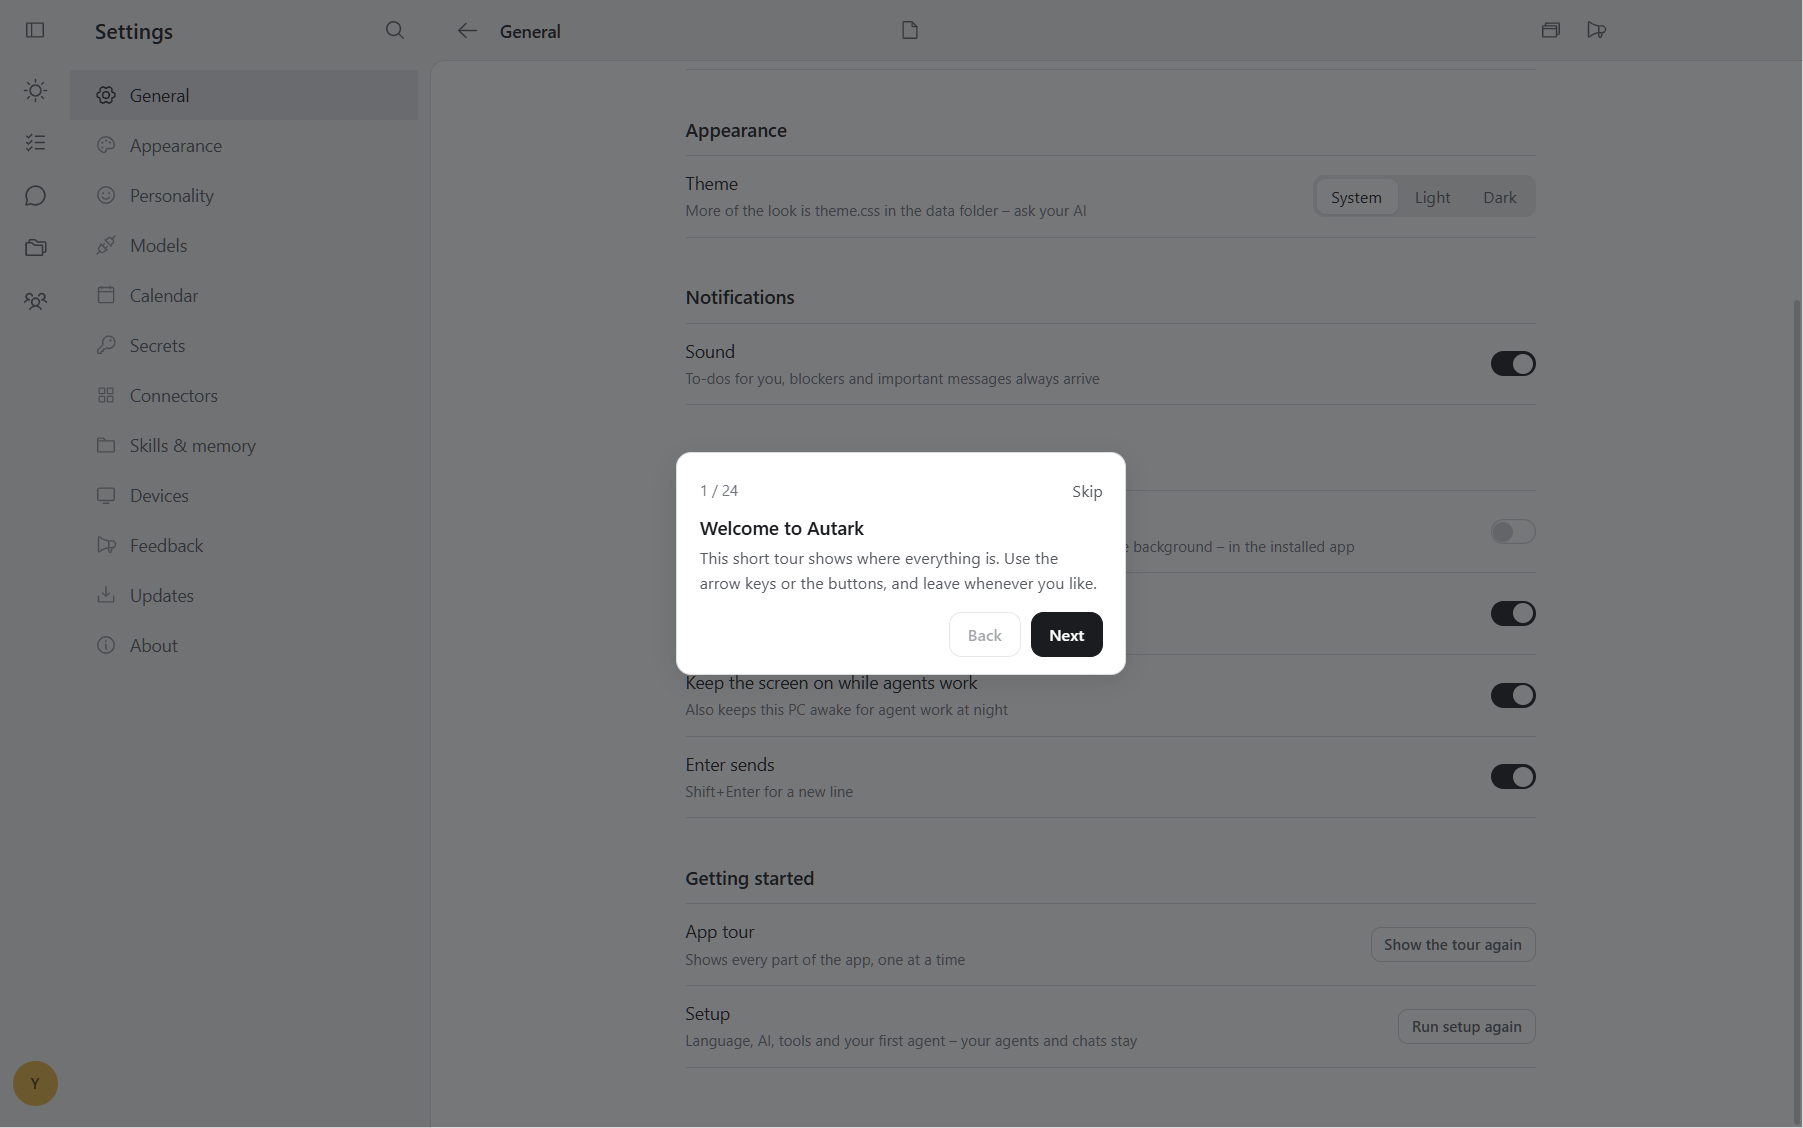 Settings
General
General
Appearance
Personality
Models
Calendar
Secrets
Connectors
Skills & memory
Devices
Feedback
Updates
About
Y
Appearance
Theme
More of the look is theme.css in the data folder – ask your AI
System
Light
Dark
Notifications
Sound
To-dos for you, blockers and important messages always arrive
1 / 24
Skip
Welcome to Autark
This short tour shows where everything is. Use the
arrow keys or the buttons, and leave whenever you like.
Back
Next
background – in the installed app
Keep the screen on while agents work
Also keeps this PC awake for agent work at night
Enter sends
Shift+Enter for a new line
Getting started
App tour
Shows every part of the app, one at a time
Show the tour again
Setup
Language, AI, tools and your first agent – your agents and chats stay
Run setup again